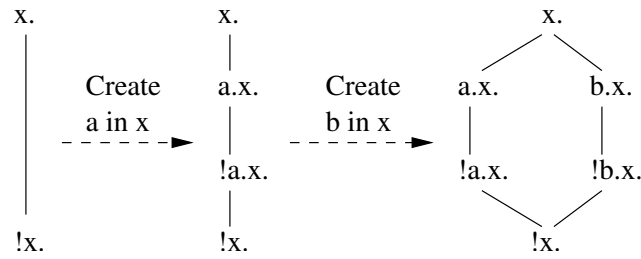 x.
x.
x.
Create
a in x
a.x.
Create
b in x
a.x.
b.x.
!a.x.
!a.x.
!b.x.
!x.
!x.
!x.